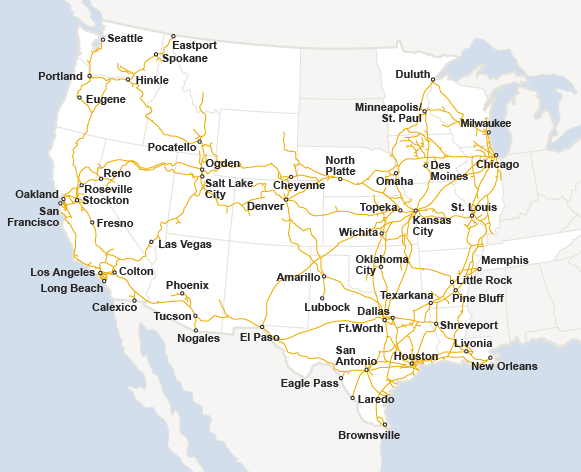 Seattle
Eastport
Spokane
Portland
Hinkle
Duluth
Eugene
Minneapolis/
St. Paul
Milwaukee
Pocatello
Ogden
North
Platte
Des
Moines
Chicago
Reno
Salt Lake
City
Cheyenne
Omaha
Roseville
Oakland
Stockton
Denver
Topeka
St. Louis
San
Francisco
Fresno
Kansas
City
Wichita
Las Vegas
Oklahoma
City
Memphis
Los Angeles
Colton
Amarillo
Little Rock
Long Beach
Phoenix
Texarkana
Pine Bluff
Calexico
Lubbock
Dallas
Tucson
Ft.Worth
Shreveport
Nogales
El Paso
San
Antonio
Houston
Livonia
New Orleans
Eagle Pass
Laredo
Brownsville